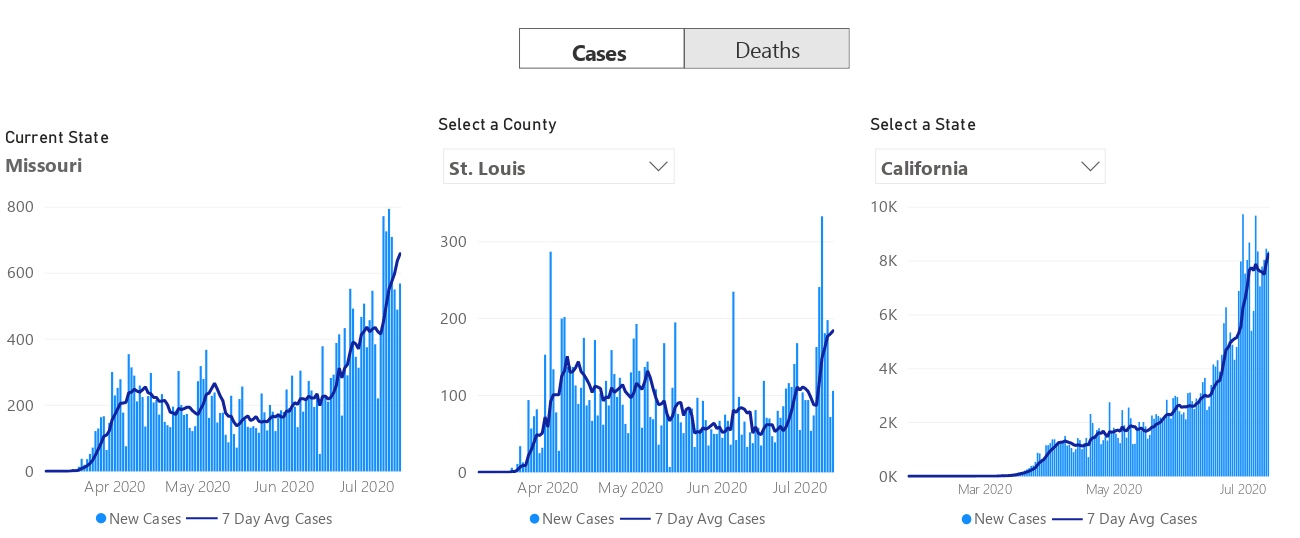 Cases Deaths
Current State
Missouri
800
600
400
200
0
Apr 2020 May 2020 Jun 2020 Jul 2020
New Cases 7 Day Avg Cases
Select a County
St. Louis
300
200
100
0
Apr 2020 May 2020 Jun 2020 Jul 2020
New Cases 7 Day Avg Cases
Select a State
California
10K
8K
6K
4K
2K
0K
Mar 2020 May 2020 Jul 2020
New Cases 7 Day Avg Cases